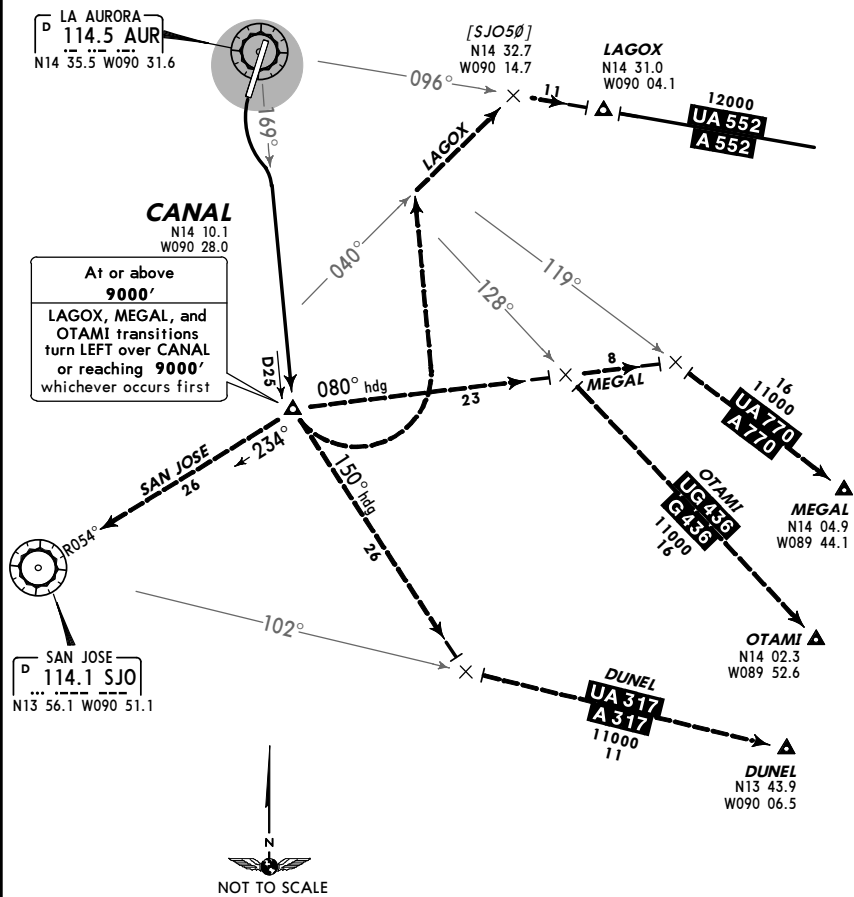 LA AURORA
D 114.5 AUR
N14 35.5 W090 31.6
096°
[SJO5Ø]
N14 32.7
W090 14.7
11
LAGOX
N14 31.0
W090 04.1
12000
UA 552
A 552
169°
LAGOX
CANAL
N14 10.1
W090 28.0
At or above
9000'
LAGOX, MEGAL, and
OTAMI transitions
turn LEFT over CANAL
or reaching 9000'
whichever occurs first
040°
128°
119°
D25
080° hdg
23
8
MEGAL
16
11000
UA 770
A 770
MEGAL
N14 04.9
W089 44.1
SAN JOSE
26
234°
150° hdg
26
OTAMI
UG 436
G 436
11000
16
R054°
102°
OTAMI
N14 02.3
W089 52.6
SAN JOSE
D 114.1 SJO
N13 56.1 W090 51.1
DUNEL
UA 317
A 317
11000
11
DUNEL
N13 43.9
W090 06.5
N
NOT TO SCALE